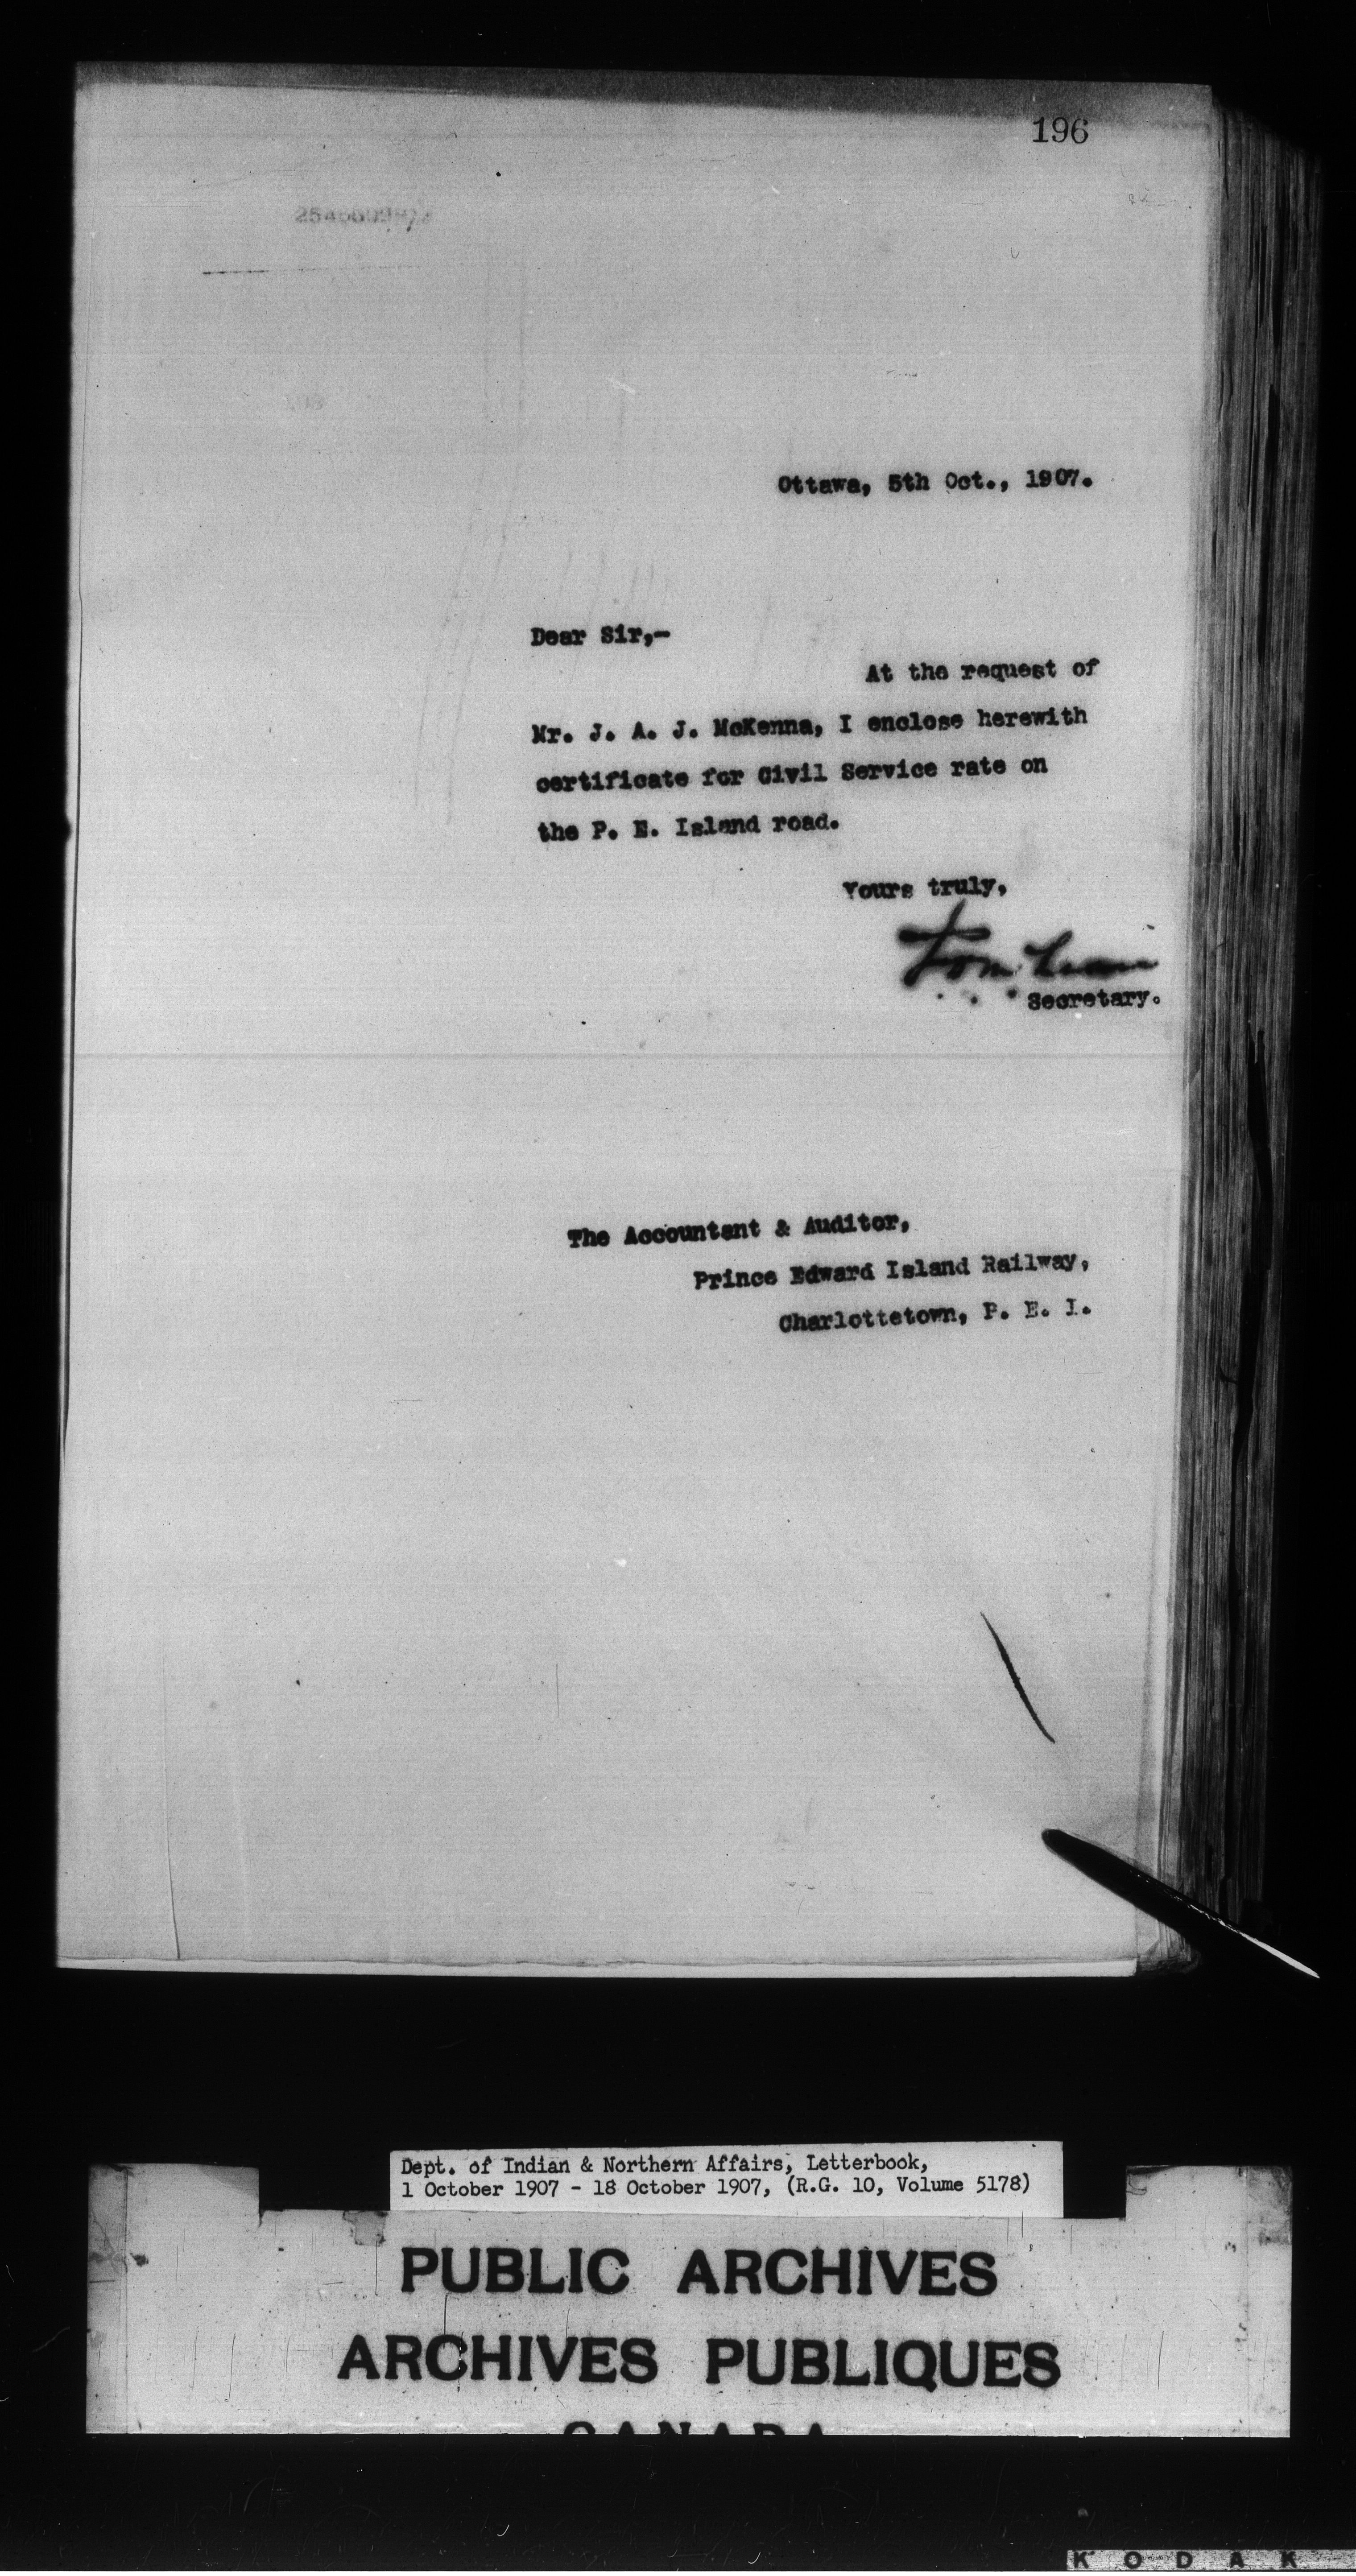 196
Ottawa, 5th Oct., 1907.
Dear Sir,-
At the request of
Mr. J. A. J. McKenna, I enclose herewith
certificate for Civil Service rate on
the P. E. Island road.
Yours truly,
Secretary.
The Accountant & Auditor,
Prince Edward Island Railway,
Charlottetown, P. E. I.
Dept. of Indian & Northern Affairs, Letterbook,
1 October 1907 - 18 October 1907, (R.G. 10, Volume 5178)
PUBLIC ARCHIVES
ARCHIVES PUBLIQUES
CANADA
KODAK